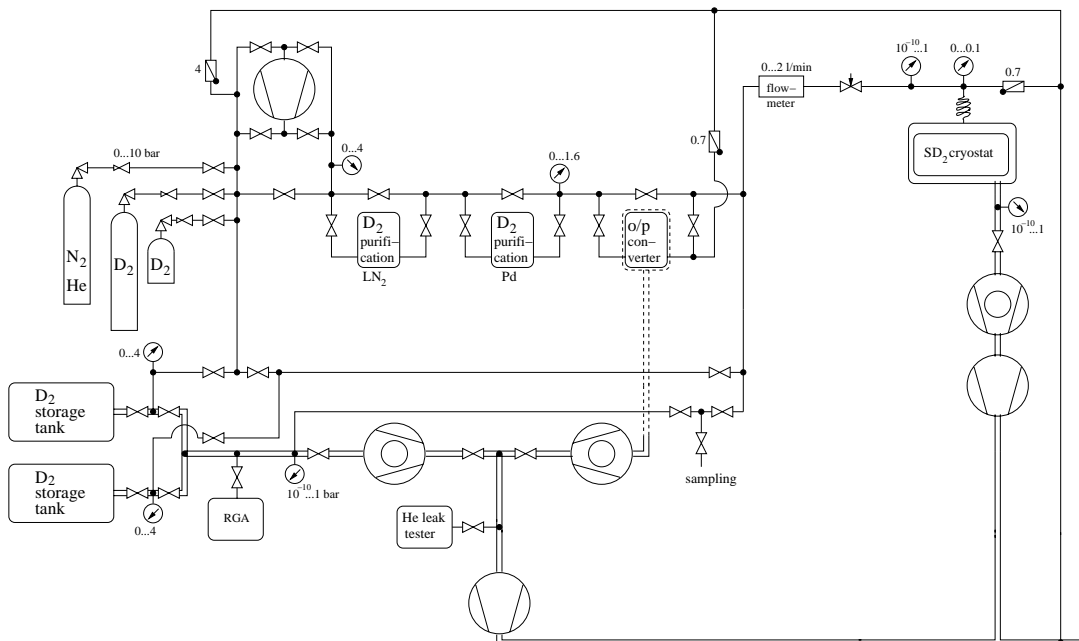 4
0...10 bar
0...4
0.7
0...1.6
0...2 l/min
flow–
meter
10⁻¹⁰...1
0...0.1
0.7
SD₂ cryostat
10⁻¹⁰...1
N₂
He
D₂
D₂
D₂
purifi–
cation
LN₂
D₂
purifi–
cation
Pd
o/p
con–
verter
0...4
D₂
storage
tank
D₂
storage
tank
0...4
RGA
10⁻¹⁰...1 bar
He leak
tester
sampling